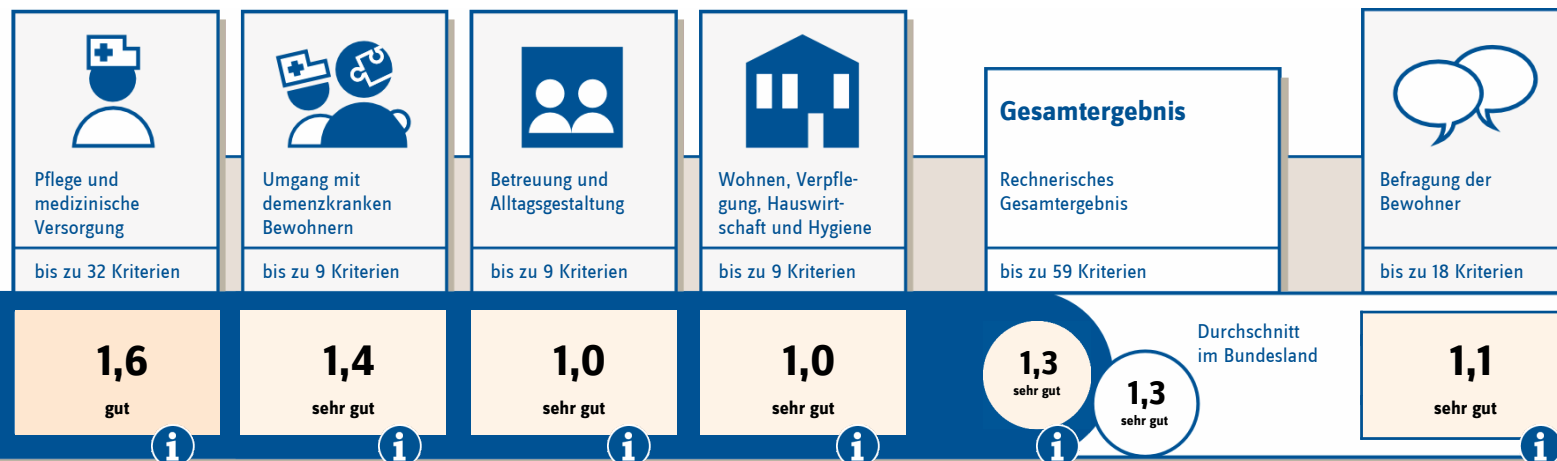 Pflege und
medizinische
Versorgung
bis zu 32 Kriterien
1,6
gut
i
Umgang mit
demenzkranken
Bewohnern
bis zu 9 Kriterien
1,4
sehr gut
i
Betreuung und
Alltagsgestaltung
bis zu 9 Kriterien
1,0
sehr gut
i
Wohnen, Verpfle-
gung, Hauswirt-
schaft und Hygiene
bis zu 9 Kriterien
1,0
sehr gut
i
Gesamtergebnis
Rechnerisches
Gesamtergebnis
bis zu 59 Kriterien
1,3
sehr gut
i
Durchschnitt
im Bundesland
1,3
sehr gut
Befragung der
Bewohner
bis zu 18 Kriterien
1,1
sehr gut
i